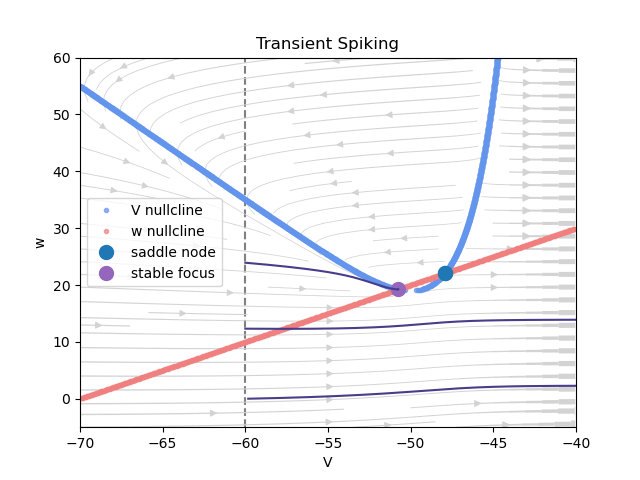 Transient Spiking
60
50
40
30
20
10
0
w
V nullcline
w nullcline
saddle node
stable focus
−70
−65
−60
−55
−50
−45
−40
V